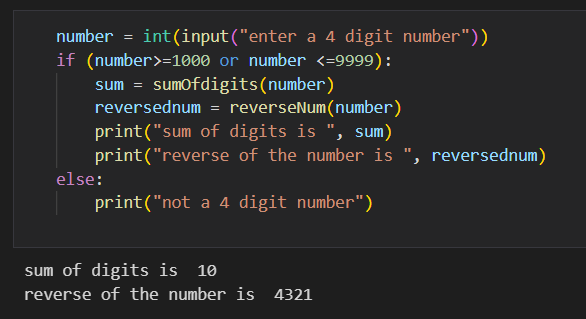 number = int(input("enter a 4 digit number"))
if (number>=1000 or number <=9999):
    sum = sumOfdigits(number)
    reversednum = reverseNum(number)
    print("sum of digits is ", sum)
    print("reverse of the number is ", reversednum)
else:
    print("not a 4 digit number")
sum of digits is  10
reverse of the number is  4321